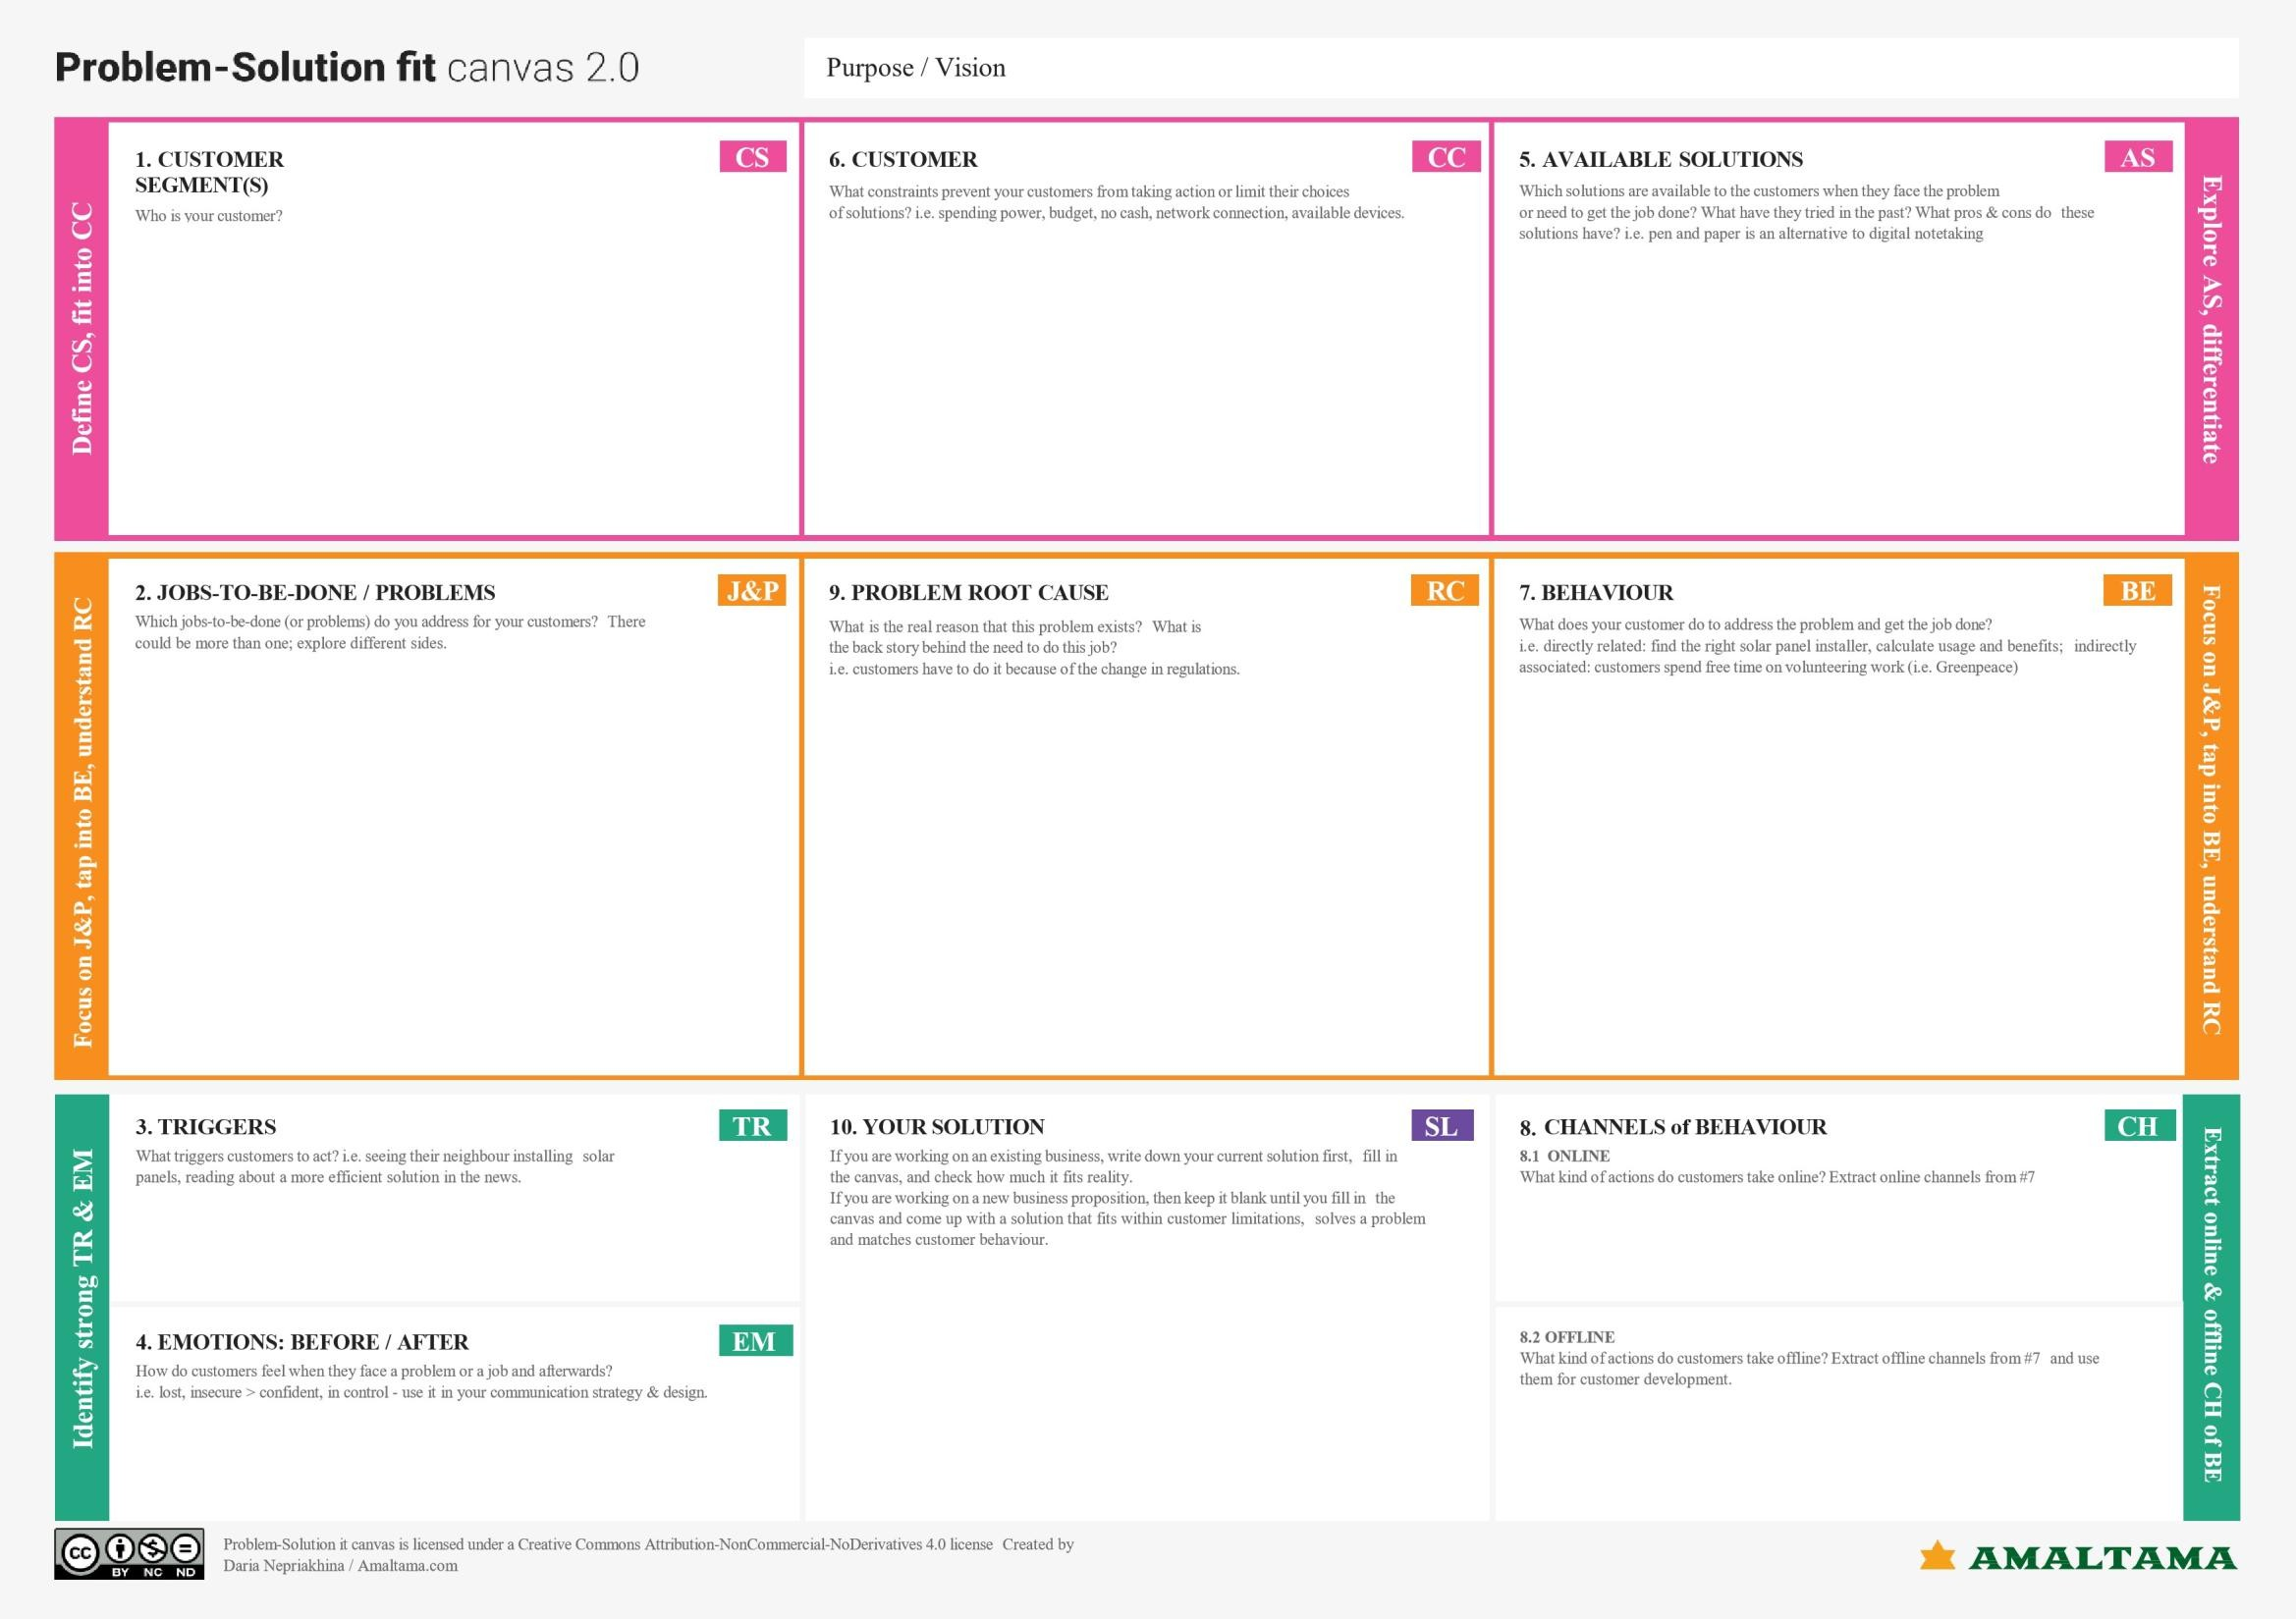 Problem-Solution fit canvas 2.0
Purpose / Vision
Define CS, fit into CC
1. CUSTOMER
SEGMENT(S)
CS
Who is your customer?
6. CUSTOMER
CC
What constraints prevent your customers from taking action or limit their choices
of solutions? i.e. spending power, budget, no cash, network connection, available devices.
5. AVAILABLE SOLUTIONS
AS
Which solutions are available to the customers when they face the problem
or need to get the job done? What have they tried in the past? What pros & cons do these
solutions have? i.e. pen and paper is an alternative to digital notetaking
Explore AS, differentiate
Focus on J&P, tap into BE, understand RC
2. JOBS-TO-BE-DONE / PROBLEMS
J&P
Which jobs-to-be-done (or problems) do you address for your customers? There
could be more than one; explore different sides.
9. PROBLEM ROOT CAUSE
RC
What is the real reason that this problem exists? What is
the back story behind the need to do this job?
i.e. customers have to do it because of the change in regulations.
7. BEHAVIOUR
BE
What does your customer do to address the problem and get the job done?
i.e. directly related: find the right solar panel installer, calculate usage and benefits; indirectly
associated: customers spend free time on volunteering work (i.e. Greenpeace)
Focus on J&P, tap into BE, understand RC
Identify strong TR & EM
3. TRIGGERS
TR
What triggers customers to act? i.e. seeing their neighbour installing solar
panels, reading about a more efficient solution in the news.
4. EMOTIONS: BEFORE / AFTER
EM
How do customers feel when they face a problem or a job and afterwards?
i.e. lost, insecure > confident, in control - use it in your communication strategy & design.
10. YOUR SOLUTION
SL
If you are working on an existing business, write down your current solution first, fill in
the canvas, and check how much it fits reality.
If you are working on a new business proposition, then keep it blank until you fill in the
canvas and come up with a solution that fits within customer limitations, solves a problem
and matches customer behaviour.
8. CHANNELS of BEHAVIOUR
CH
8.1 ONLINE
What kind of actions do customers take online? Extract online channels from #7
8.2 OFFLINE
What kind of actions do customers take offline? Extract offline channels from #7 and use
them for customer development.
Extract online & offline CH of BE
cc
BY NC ND
Problem-Solution it canvas is licensed under a Creative Commons Attribution-NonCommercial-NoDerivatives 4.0 license Created by
Daria Nepriakhina / Amaltama.com
AMALTAMA